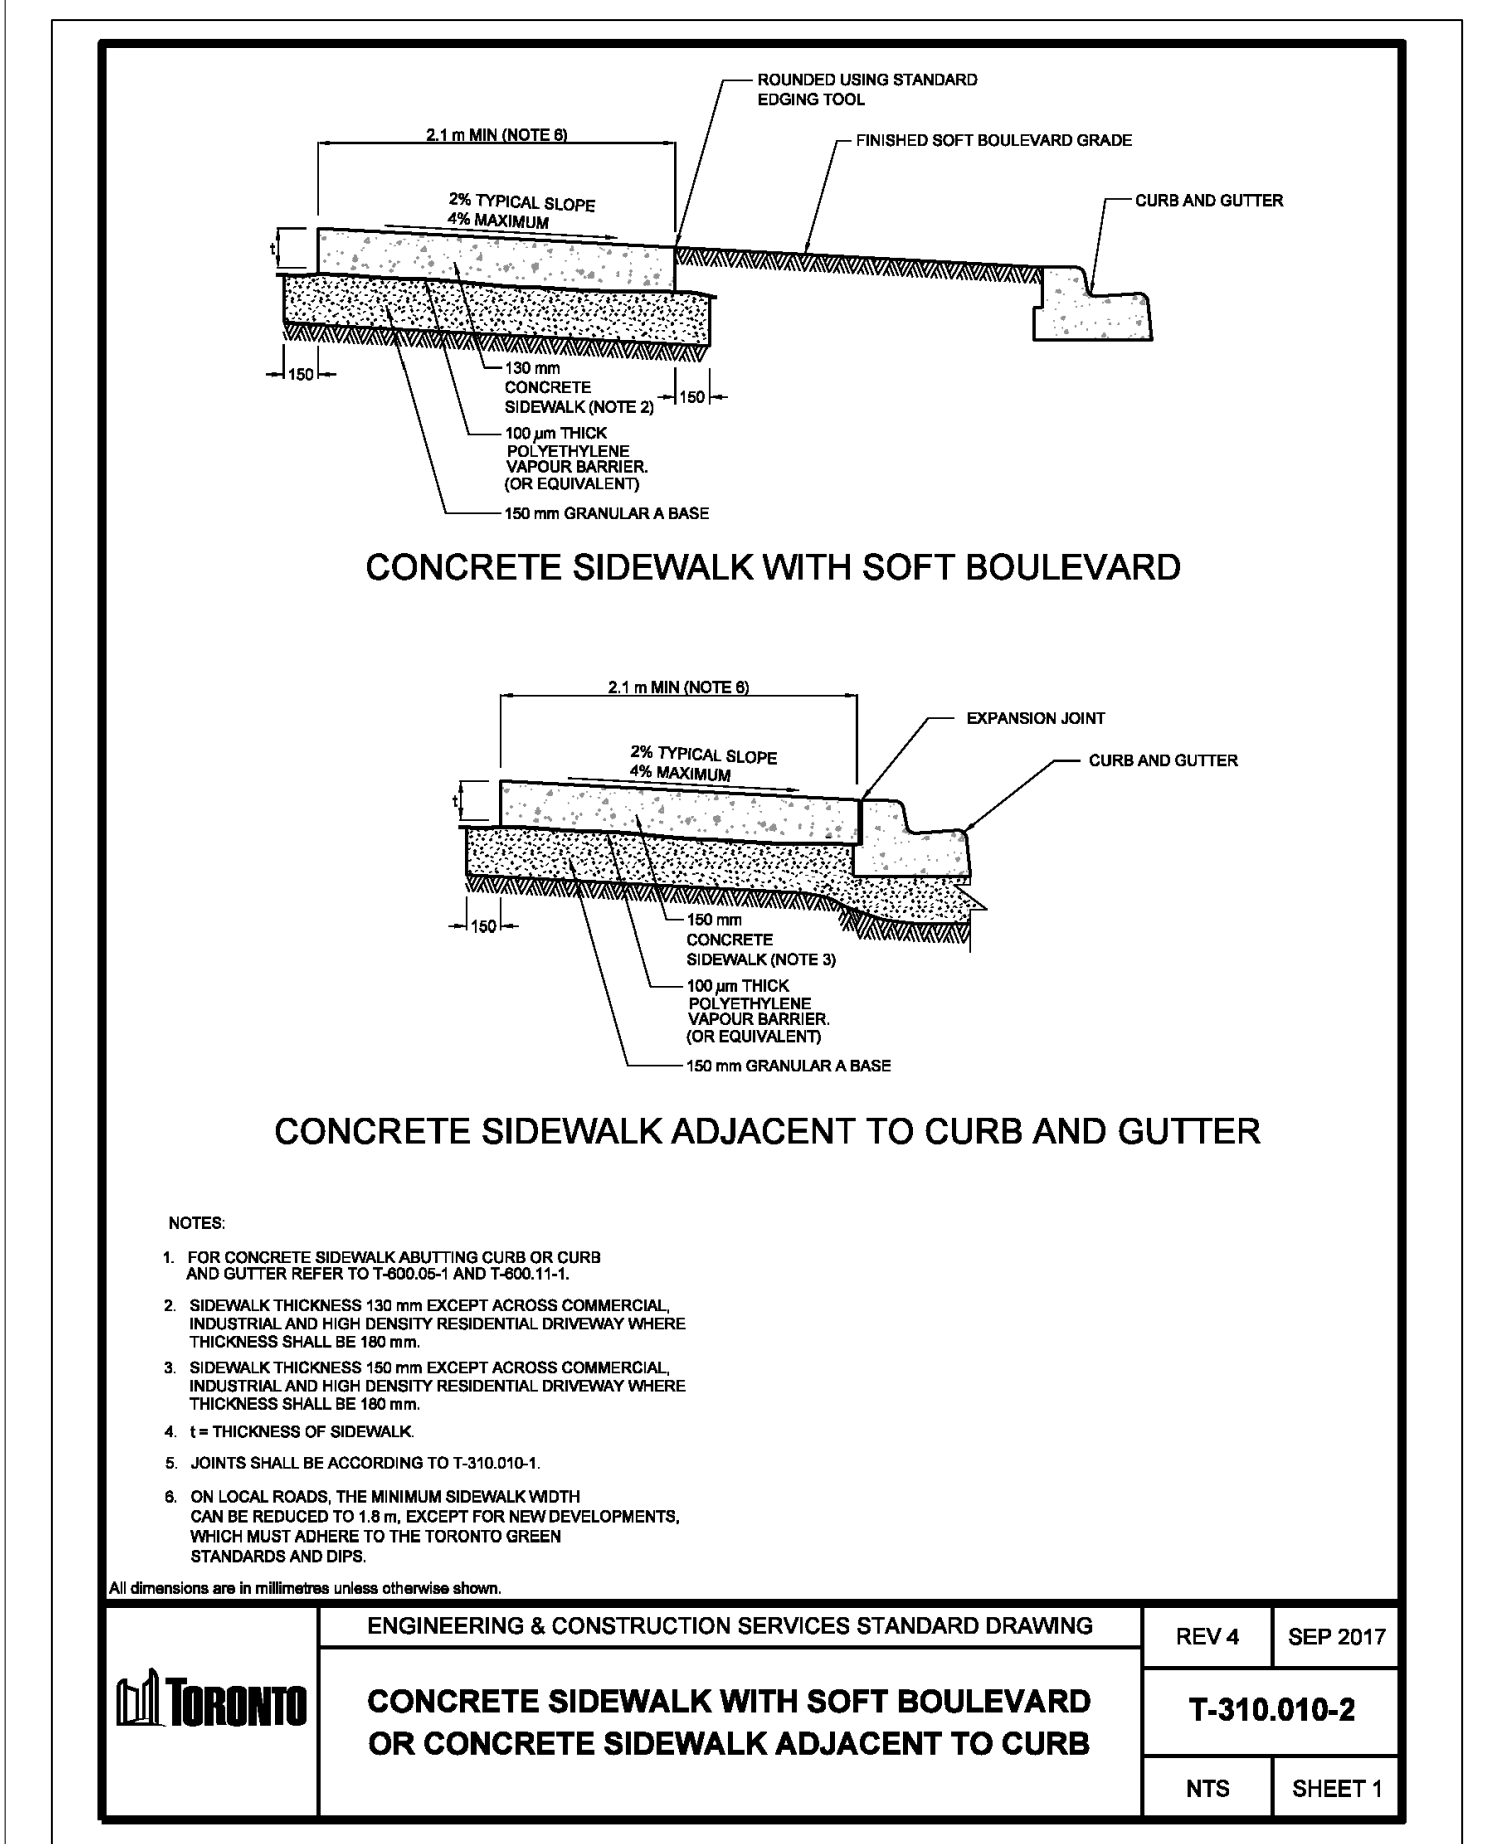 ROUNDED USING STANDARD
EDGING TOOL
2.1 m MIN (NOTE 6)
FINISHED SOFT BOULEVARD GRADE
2% TYPICAL SLOPE
4% MAXIMUM
CURB AND GUTTER
t
150
130 mm
CONCRETE
SIDEWALK (NOTE 2)
150
100 µm THICK
POLYETHYLENE
VAPOUR BARRIER.
(OR EQUIVALENT)
150 mm GRANULAR A BASE
CONCRETE SIDEWALK WITH SOFT BOULEVARD
2.1 m MIN (NOTE 6)
EXPANSION JOINT
2% TYPICAL SLOPE
4% MAXIMUM
CURB AND GUTTER
t
150
150 mm
CONCRETE
SIDEWALK (NOTE 3)
100 µm THICK
POLYETHYLENE
VAPOUR BARRIER.
(OR EQUIVALENT)
150 mm GRANULAR A BASE
CONCRETE SIDEWALK ADJACENT TO CURB AND GUTTER
NOTES:
1. FOR CONCRETE SIDEWALK ABUTTING CURB OR CURB
AND GUTTER REFER TO T-600.05-1 AND T-600.11-1.
2. SIDEWALK THICKNESS 130 mm EXCEPT ACROSS COMMERCIAL,
INDUSTRIAL AND HIGH DENSITY RESIDENTIAL DRIVEWAY WHERE
THICKNESS SHALL BE 180 mm.
3. SIDEWALK THICKNESS 150 mm EXCEPT ACROSS COMMERCIAL,
INDUSTRIAL AND HIGH DENSITY RESIDENTIAL DRIVEWAY WHERE
THICKNESS SHALL BE 180 mm.
4. t = THICKNESS OF SIDEWALK.
5. JOINTS SHALL BE ACCORDING TO T-310.010-1.
6. ON LOCAL ROADS, THE MINIMUM SIDEWALK WIDTH
CAN BE REDUCED TO 1.8 m, EXCEPT FOR NEW DEVELOPMENTS,
WHICH MUST ADHERE TO THE TORONTO GREEN
STANDARDS AND DIPS.
All dimensions are in millimetres unless otherwise shown.
TORONTO
ENGINEERING & CONSTRUCTION SERVICES STANDARD DRAWING
CONCRETE SIDEWALK WITH SOFT BOULEVARD
OR CONCRETE SIDEWALK ADJACENT TO CURB
REV 4
SEP 2017
T-310.010-2
NTS
SHEET 1